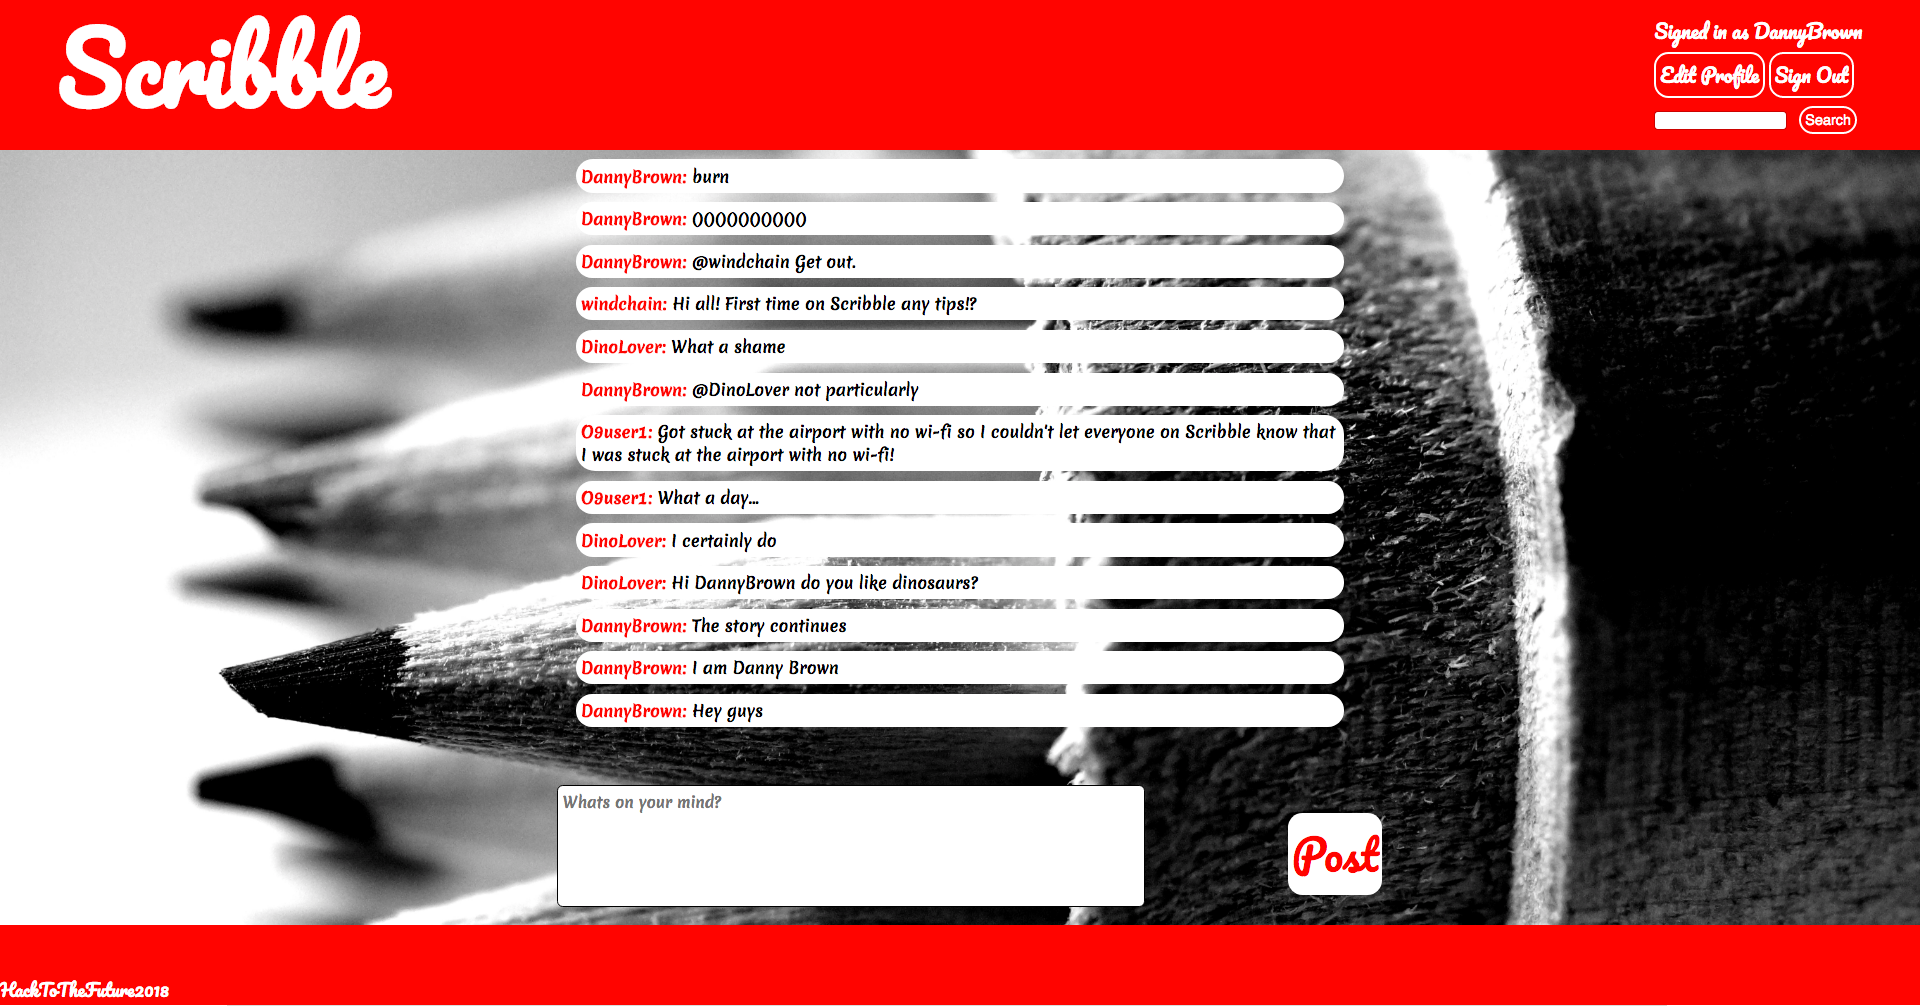 Scribble
Signed in as DannyBrown
Edit Profile Sign Out
Search
DannyBrown: burn
DannyBrown: OOOOOOOOOO
DannyBrown: @windchain Get out.
windchain: Hi all! First time on Scribble any tips!?
DinoLover: What a shame
DannyBrown: @DinoLover not particularly
O9user1: Got stuck at the airport with no wi-fi so I couldn't let everyone on Scribble know that
I was stuck at the airport with no wi-fi!
O9user1: What a day...
DinoLover: I certainly do
DinoLover: Hi DannyBrown do you like dinosaurs?
DannyBrown: The story continues
DannyBrown: I am Danny Brown
DannyBrown: Hey guys
Whats on your mind?
Post
HackToTheFuture2018